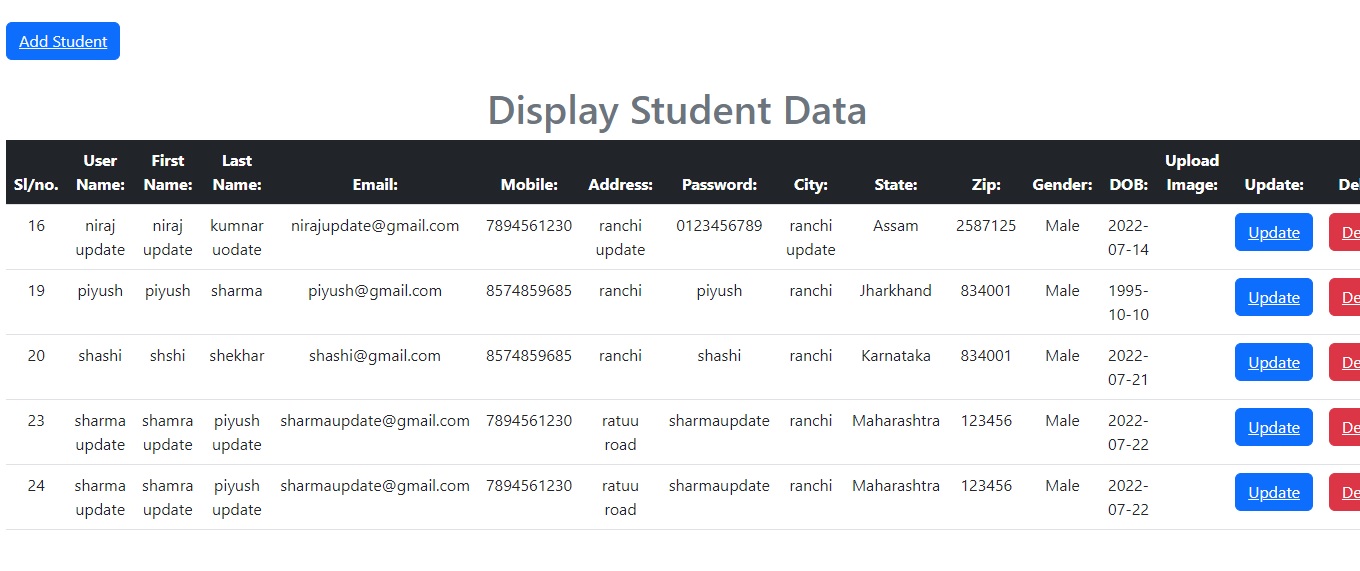 Add Student
Display Student Data
User First Last Upload
Sl/no. Name: Name: Name: Email: Mobile: Address: Password: City: State: Zip: Gender: DOB: Image: Update:
16 niraj niraj kumnar nirajupdate@gmail.com 7894561230 ranchi 0123456789 ranchi Assam 2587125 Male 2022- Update De
update update uodate update update 07-14
19 piyush piyush sharma piyush@gmail.com 8574859685 ranchi piyush ranchi Jharkhand 834001 Male 1995- Update De
10-10
20 shashi shshi shekhar shashi@gmail.com 8574859685 ranchi shashi ranchi Karnataka 834001 Male 2022- Update De
07-21
23 sharma shamra piyush sharmaupdate@gmail.com 7894561230 ratuu sharmaupdate ranchi Maharashtra 123456 Male 2022- Update De
update update update road 07-22
24 sharma shamra piyush sharmaupdate@gmail.com 7894561230 ratuu sharmaupdate ranchi Maharashtra 123456 Male 2022- Update De
update update update road 07-22